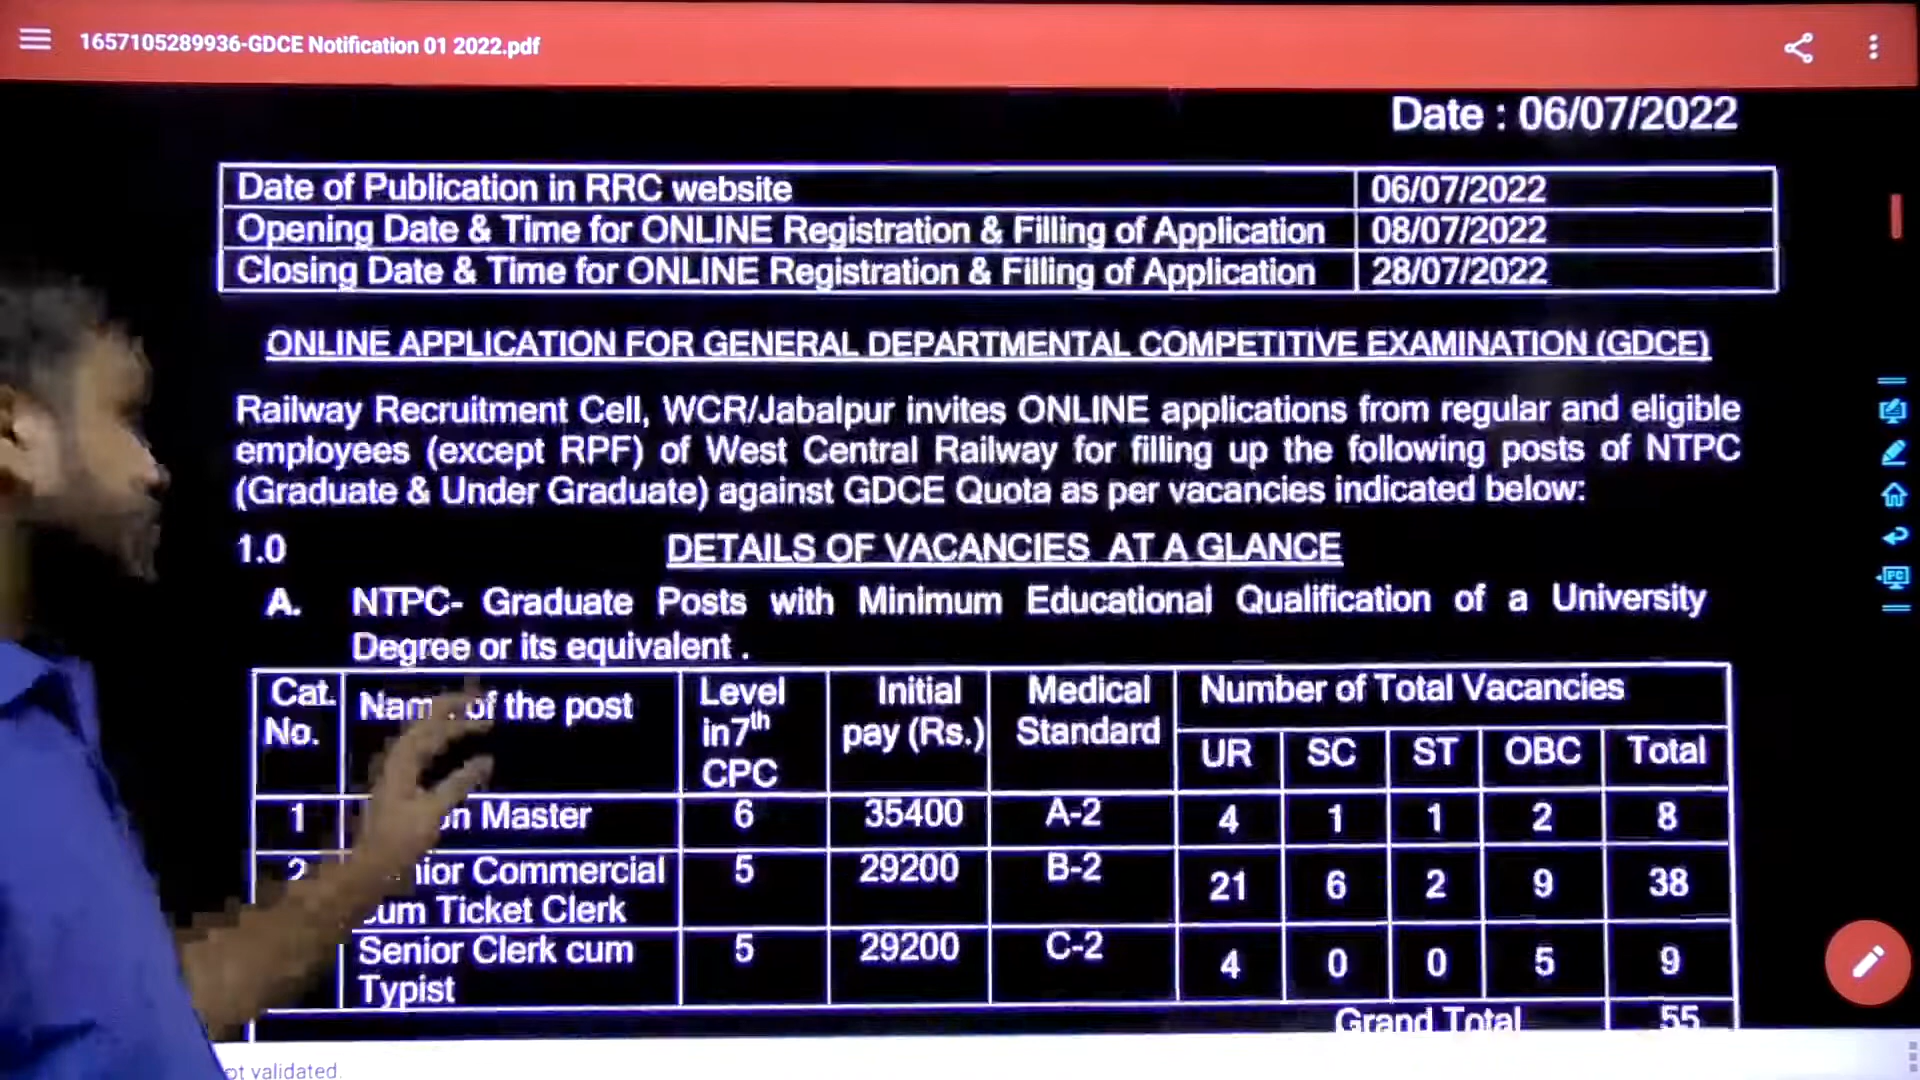 1657105289936-GDCE Notification 01 2022.pdf
Date : 06/07/2022
Date of Publication in RRC website 06/07/2022
Opening Date & Time for ONLINE Registration & Filling of Application 08/07/2022
Closing Date & Time for ONLINE Registration & Filling of Application 28/07/2022
ONLINE APPLICATION FOR GENERAL DEPARTMENTAL COMPETITIVE EXAMINATION (GDCE)
Railway Recruitment Cell, WCR/Jabalpur invites ONLINE applications from regular and eligible
employees (except RPF) of West Central Railway for filling up the following posts of NTPC
(Graduate & Under Graduate) against GDCE Quota as per vacancies indicated below:
1.0 DETAILS OF VACANCIES AT A GLANCE
A. NTPC- Graduate Posts with Minimum Educational Qualification of a University
Degree or its equivalent .
Cat. No. Name of the post Level in7th CPC Initial pay (Rs.) Medical Standard Number of Total Vacancies
UR SC ST OBC Total
1 Master 6 35400 A-2 4 1 1 2 8
2 Commercial 5 29200 B-2 21 6 2 9 38
Ticket Clerk
Senior Clerk cum 5 29200 C-2 4 0 0 5 9
Typist
Grand Total 55
validated.